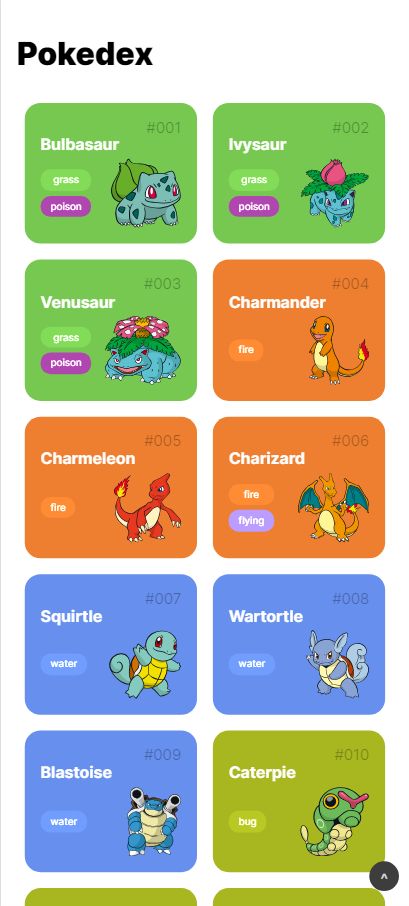 Pokedex
#001
Bulbasaur
grass
poison
#002
Ivysaur
grass
poison
#003
Venusaur
grass
poison
#004
Charmander
fire
#005
Charmeleon
fire
#006
Charizard
fire
flying
#007
Squirtle
water
#008
Wartortle
water
#009
Blastoise
water
#010
Caterpie
bug
^